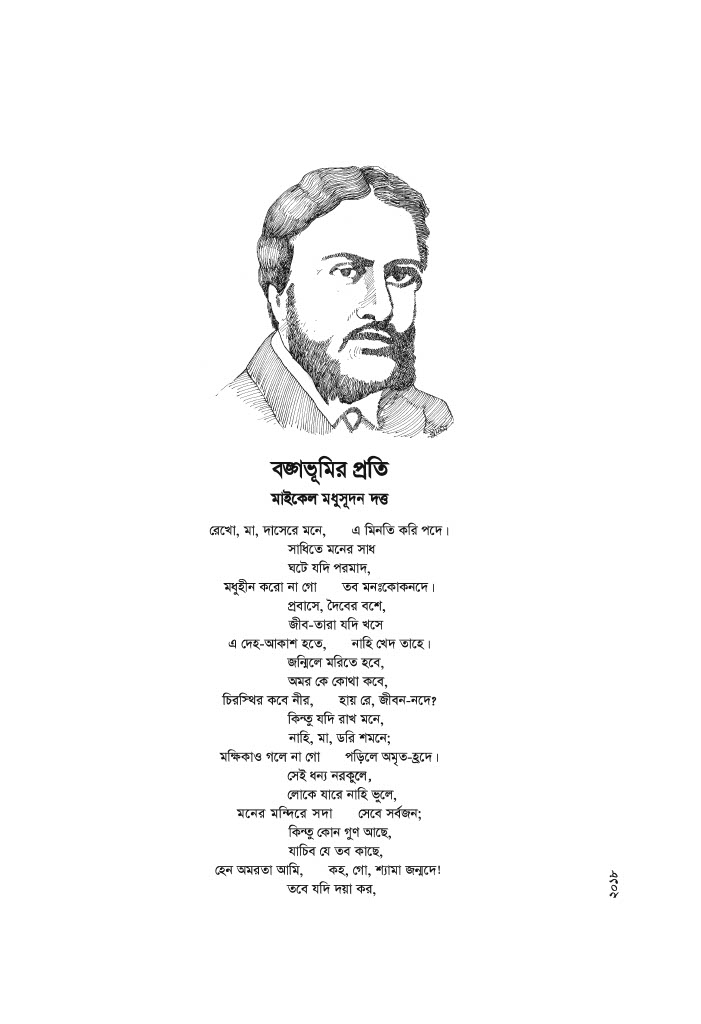 বঙ্গভূমির প্রতি
মাইকেল মধুসূদন দত্ত
রেখো, মা, দাসেরে মনে, এ মিনতি করি পদে।
সাধিতে মনের সাধ
ঘটে যদি পরমাদ,
মধুহীন করো না গো তব মনঃকোকনদে।
প্রবাসে, দৈবের বশে,
জীব-তারা যদি খসে
এ দেহ-আকাশ হতে, নাহি খেদ তাহে।
জন্মিলে মরিতে হবে,
অমর কে কোথা কবে,
চিরস্থির কবে নীর, হায় রে, জীবন-নদে?
কিন্তু যদি রাখ মনে,
নাহি, মা, ডরি শমনে;
মক্ষিকাও গলে না গো পড়িলে অমৃত-হ্রদে।
সেই ধন্য নরকুলে,
লোকে যারে নাহি ভুলে,
মনের মন্দিরে সদা সেবে সর্বজন;
কিন্তু কোন গুণ আছে,
যাচিব যে তব কাছে,
হেন অমরতা আমি, কহ, গো, শ্যামা জন্মদে!
তবে যদি দয়া কর,
২০১৮